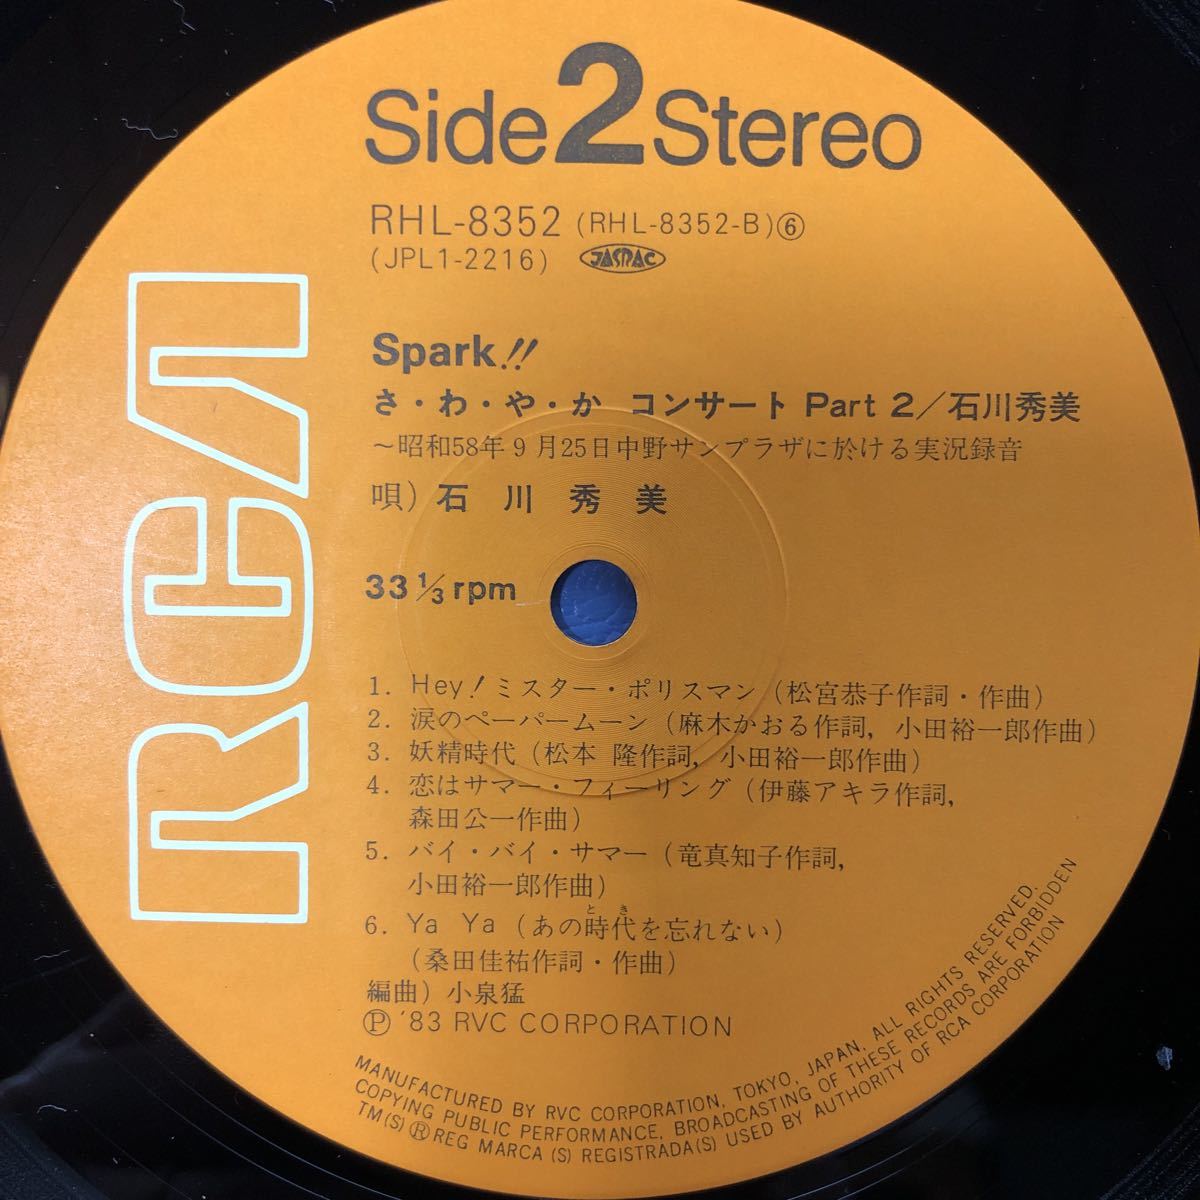 Side 2 Stereo
RHL-8352 (RHL-8352-B)⑥
(JPL1-2216) JASRAC
RCA
Spark!!
さ・わ・や・か コンサート Part 2／石川秀美
～昭和58年9月25日中野サンプラザに於ける実況録音
唄）石川秀美
33 1/3 rpm
1. Hey! ミスター・ポリスマン（松宮恭子作詞・作曲）
2. 涙のペーパームーン（麻木かおる作詞, 小田裕一郎作曲）
3. 妖精時代（松本 隆作詞, 小田裕一郎作曲）
4. 恋はサマー・フィーリング（伊藤アキラ作詞,
森田公一作曲）
5. バイ・バイ・サマー（竜真知子作詞,
小田裕一郎作曲）
とき
6. Ya Ya（あの時代を忘れない）
（桑田佳祐作詞・作曲）
編曲）小泉猛
Ⓟ '83 RVC CORPORATION
MANUFACTURED BY RVC CORPORATION, TOKYO, JAPAN. ALL RIGHTS RESERVED.
COPYING PUBLIC PERFORMANCE, BROADCASTING OF THESE RECORDS ARE FORBIDDEN
TM(S) ® REG MARCA (S) REGISTRADA(S) USED BY AUTHORITY OF RCA CORPORATION